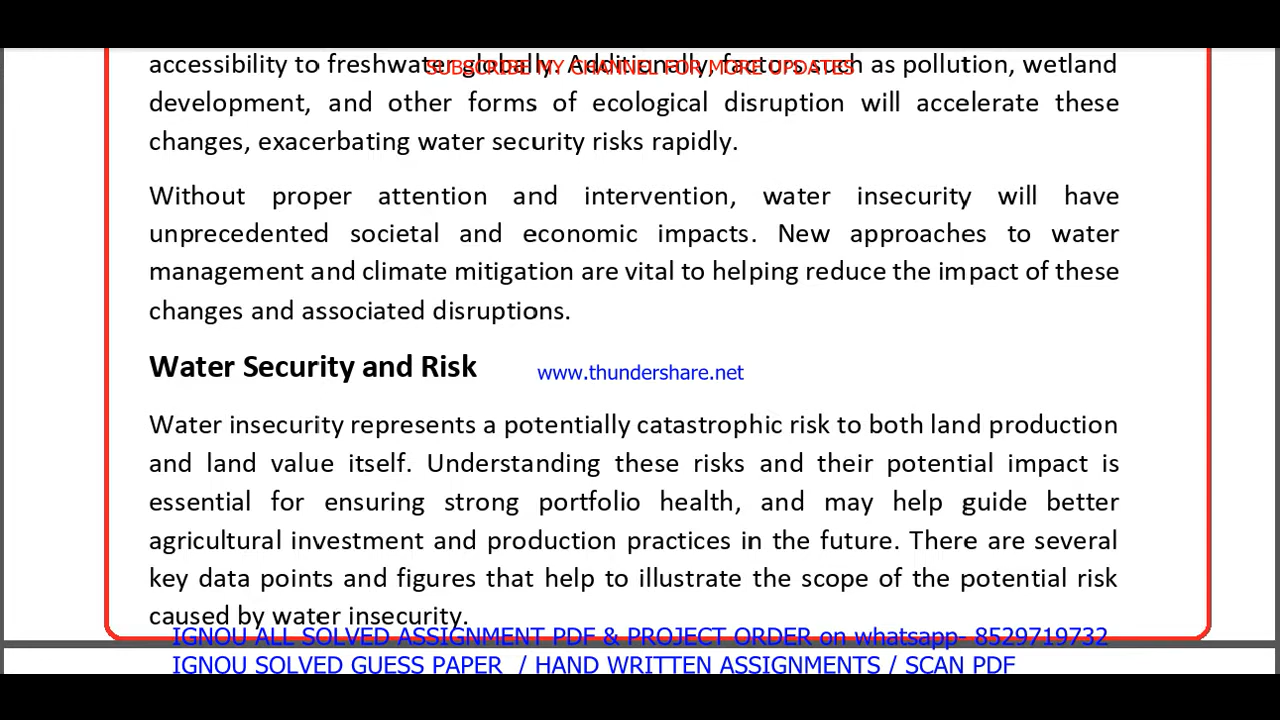 accessibility to freshwater globally. Additionally, factors such as pollution, wetland
SUBSCRIBE MY CHANNEL FOR MORE UPDATES
development, and other forms of ecological disruption will accelerate these
changes, exacerbating water security risks rapidly.
Without proper attention and intervention, water insecurity will have
unprecedented societal and economic impacts. New approaches to water
management and climate mitigation are vital to helping reduce the impact of these
changes and associated disruptions.
Water Security and Risk
www.thundershare.net
Water insecurity represents a potentially catastrophic risk to both land production
and land value itself. Understanding these risks and their potential impact is
essential for ensuring strong portfolio health, and may help guide better
agricultural investment and production practices in the future. There are several
key data points and figures that help to illustrate the scope of the potential risk
caused by water insecurity.
IGNOU ALL SOLVED ASSIGNMENT PDF & PROJECT ORDER on whatsapp- 8529719732
IGNOU SOLVED GUESS PAPER / HAND WRITTEN ASSIGNMENTS / SCAN PDF